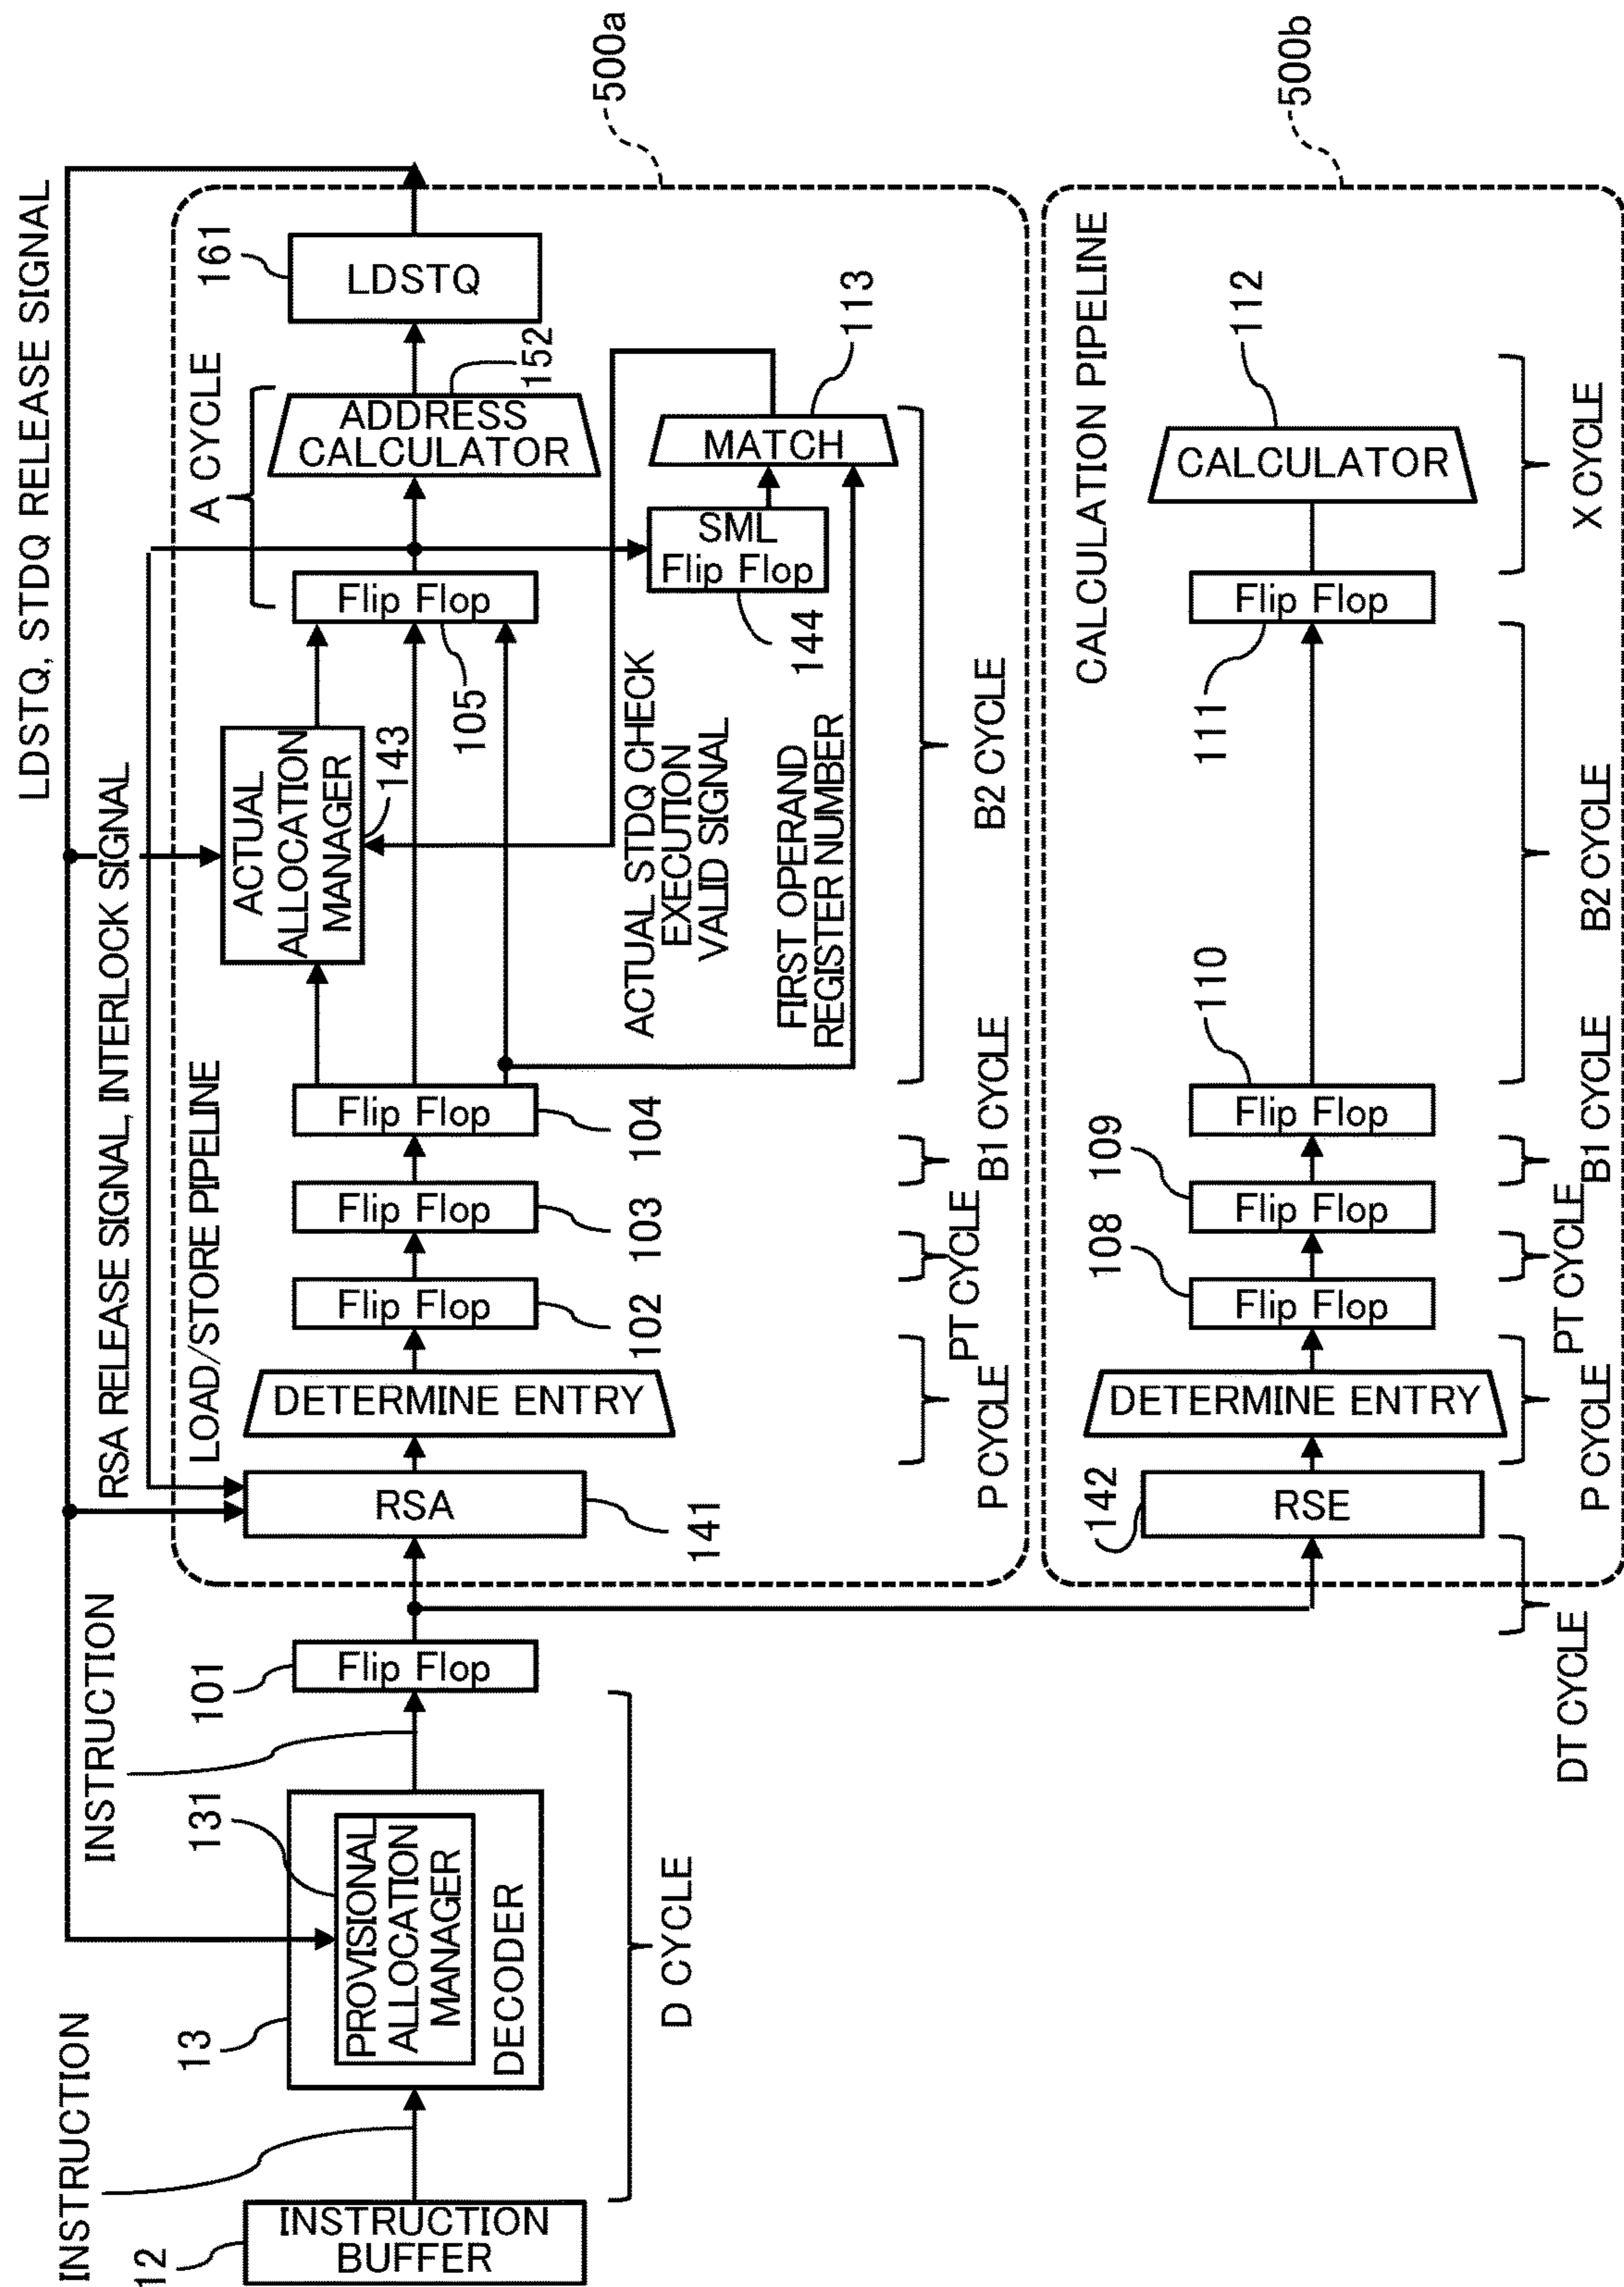 LDSTQ, STDQ RELEASE SIGNAL
RSA RELEASE SIGNAL, INTERLOCK SIGNAL
INSTRUCTION
INSTRUCTION
12
INSTRUCTION
BUFFER
13
131
PROVISIONAL
ALLOCATION
MANAGER
DECODER
D CYCLE
101
Flip Flop
DT CYCLE
500a
LOAD/STORE PIPELINE
RSA
141
DETERMINE ENTRY
P CYCLE
Flip Flop
102
PT CYCLE
Flip Flop
103
B1 CYCLE
Flip Flop
104
ACTUAL
ALLOCATION
MANAGER
143
ACTUAL STDQ CHECK
EXECUTION
VALID SIGNAL
FIRST OPERAND
REGISTER NUMBER
B2 CYCLE
Flip Flop
105
A CYCLE
SML
Flip Flop
144
ADDRESS
CALCULATOR
152
MATCH
113
LDSTQ
161
500b
CALCULATION PIPELINE
142
RSE
DETERMINE ENTRY
P CYCLE
108
Flip Flop
PT CYCLE
109
Flip Flop
B1 CYCLE
110
Flip Flop
B2 CYCLE
111
Flip Flop
112
CALCULATOR
X CYCLE